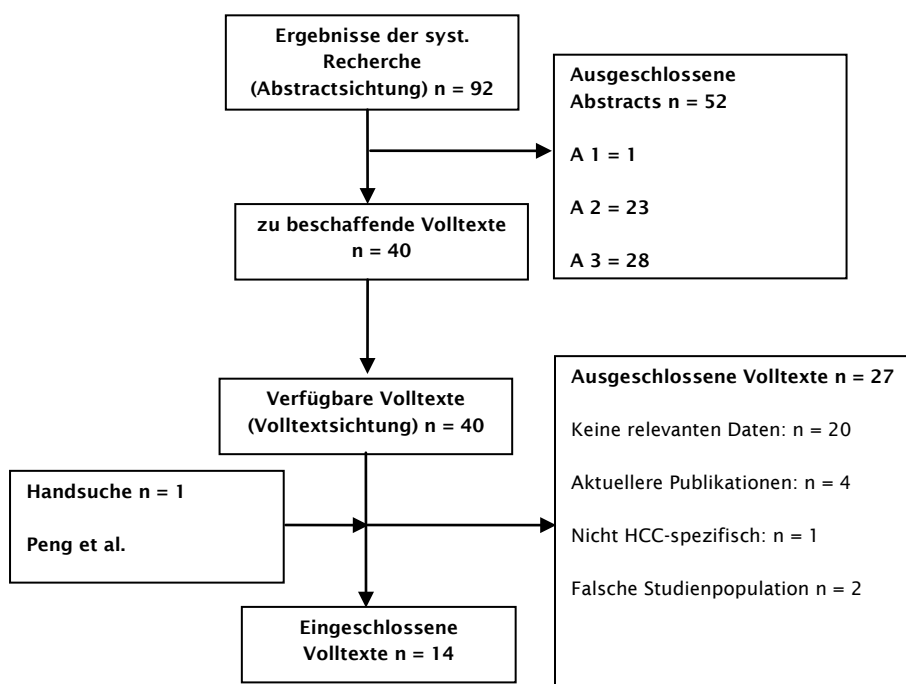 Ergebnisse der syst.
Recherche
(Abstractsichtung) n = 92
Ausgeschlossene
Abstracts n = 52
A 1 = 1
A 2 = 23
A 3 = 28
zu beschaffende Volltexte
n = 40
Verfügbare Volltexte
(Volltextsichtung) n = 40
Ausgeschlossene Volltexte n = 27
Keine relevanten Daten: n = 20
Aktuellere Publikationen: n = 4
Nicht HCC-spezifisch: n = 1
Falsche Studienpopulation n = 2
Handsuche n = 1
Peng et al.
Eingeschlossene
Volltexte n = 14